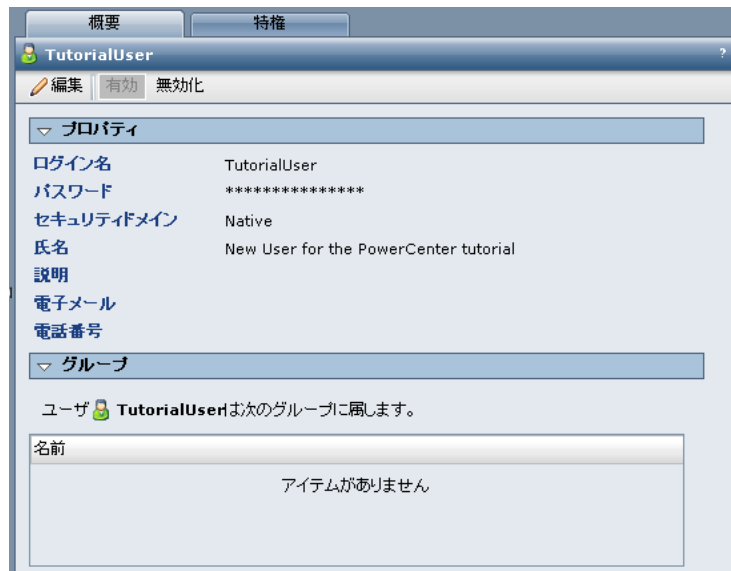 概要 特権
TutorialUser ?
編集 有効 無効化
プロパティ
ログイン名 TutorialUser
パスワード ***************
セキュリティドメイン Native
氏名 New User for the PowerCenter tutorial
説明
電子メール
電話番号
グループ
ユーザ TutorialUserは次のグループに属します。
名前
アイテムがありません